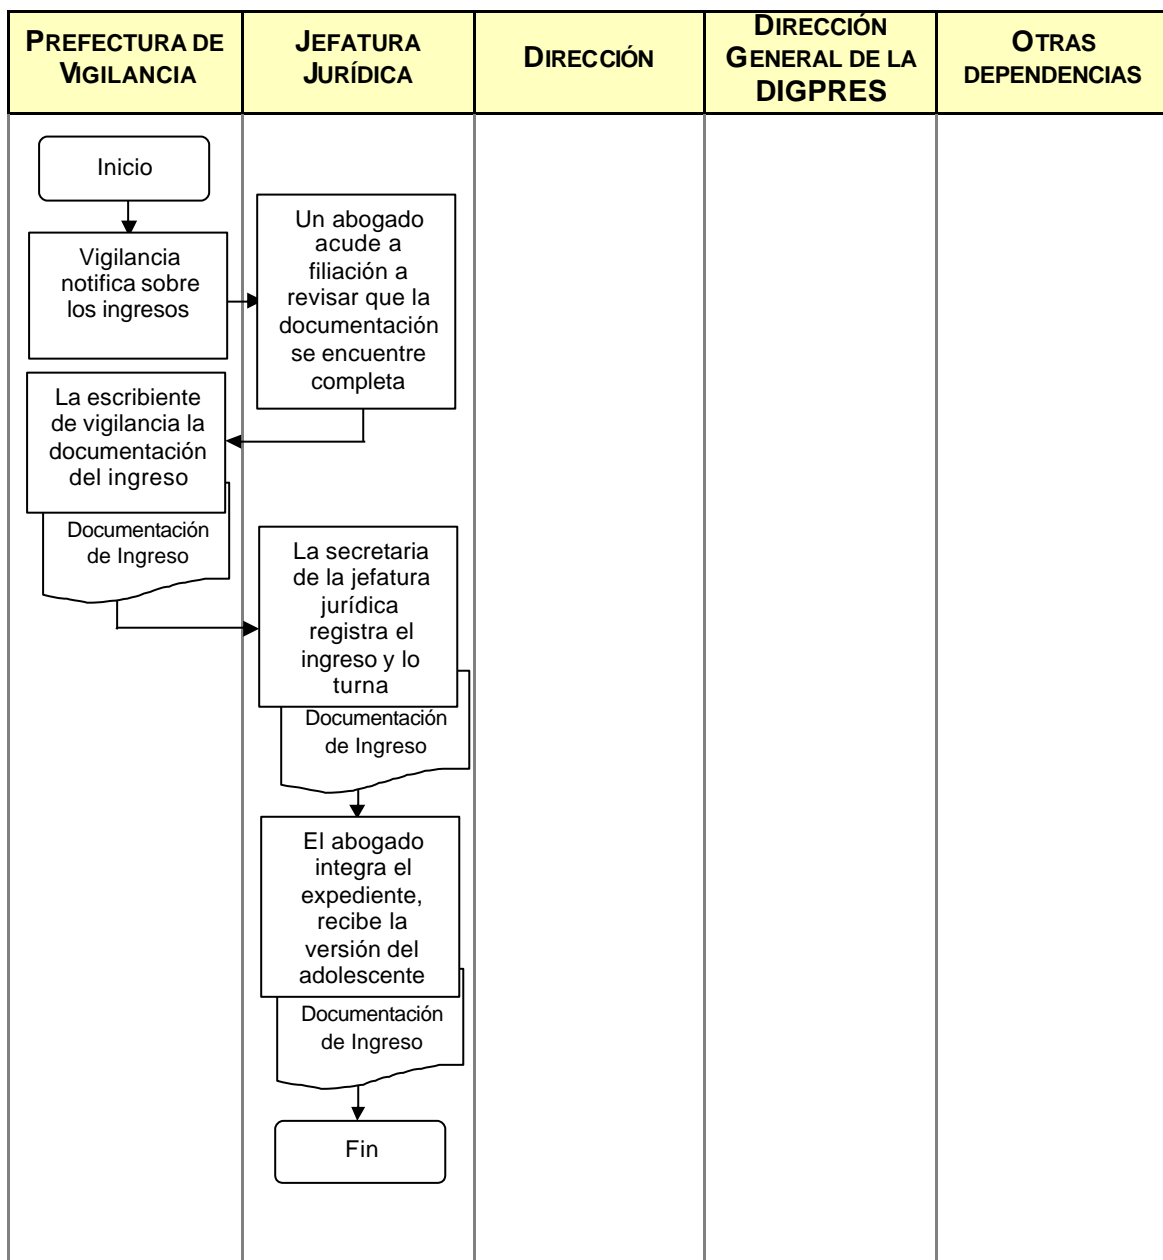 PREFECTURA DE
VIGILANCIA
JEFATURA
JURÍDICA
DIRECCIÓN
DIRECCIÓN
GENERAL DE LA
DIGPRES
OTRAS
DEPENDENCIAS
Inicio
Vigilancia
notifica sobre
los ingresos
Un abogado
acude a
filiación a
revisar que la
documentación
se encuentre
completa
La escribiente
de vigilancia la
documentación
del ingreso
Documentación
de Ingreso
La secretaria
de la jefatura
jurídica
registra el
ingreso y lo
turna
Documentación
de Ingreso
El abogado
integra el
expediente,
recibe la
versión del
adolescente
Documentación
de Ingreso
Fin